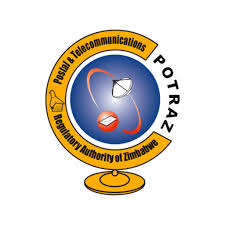 Postal & Telecommunications
Regulatory Authority of Zimbabwe
POTRAZ